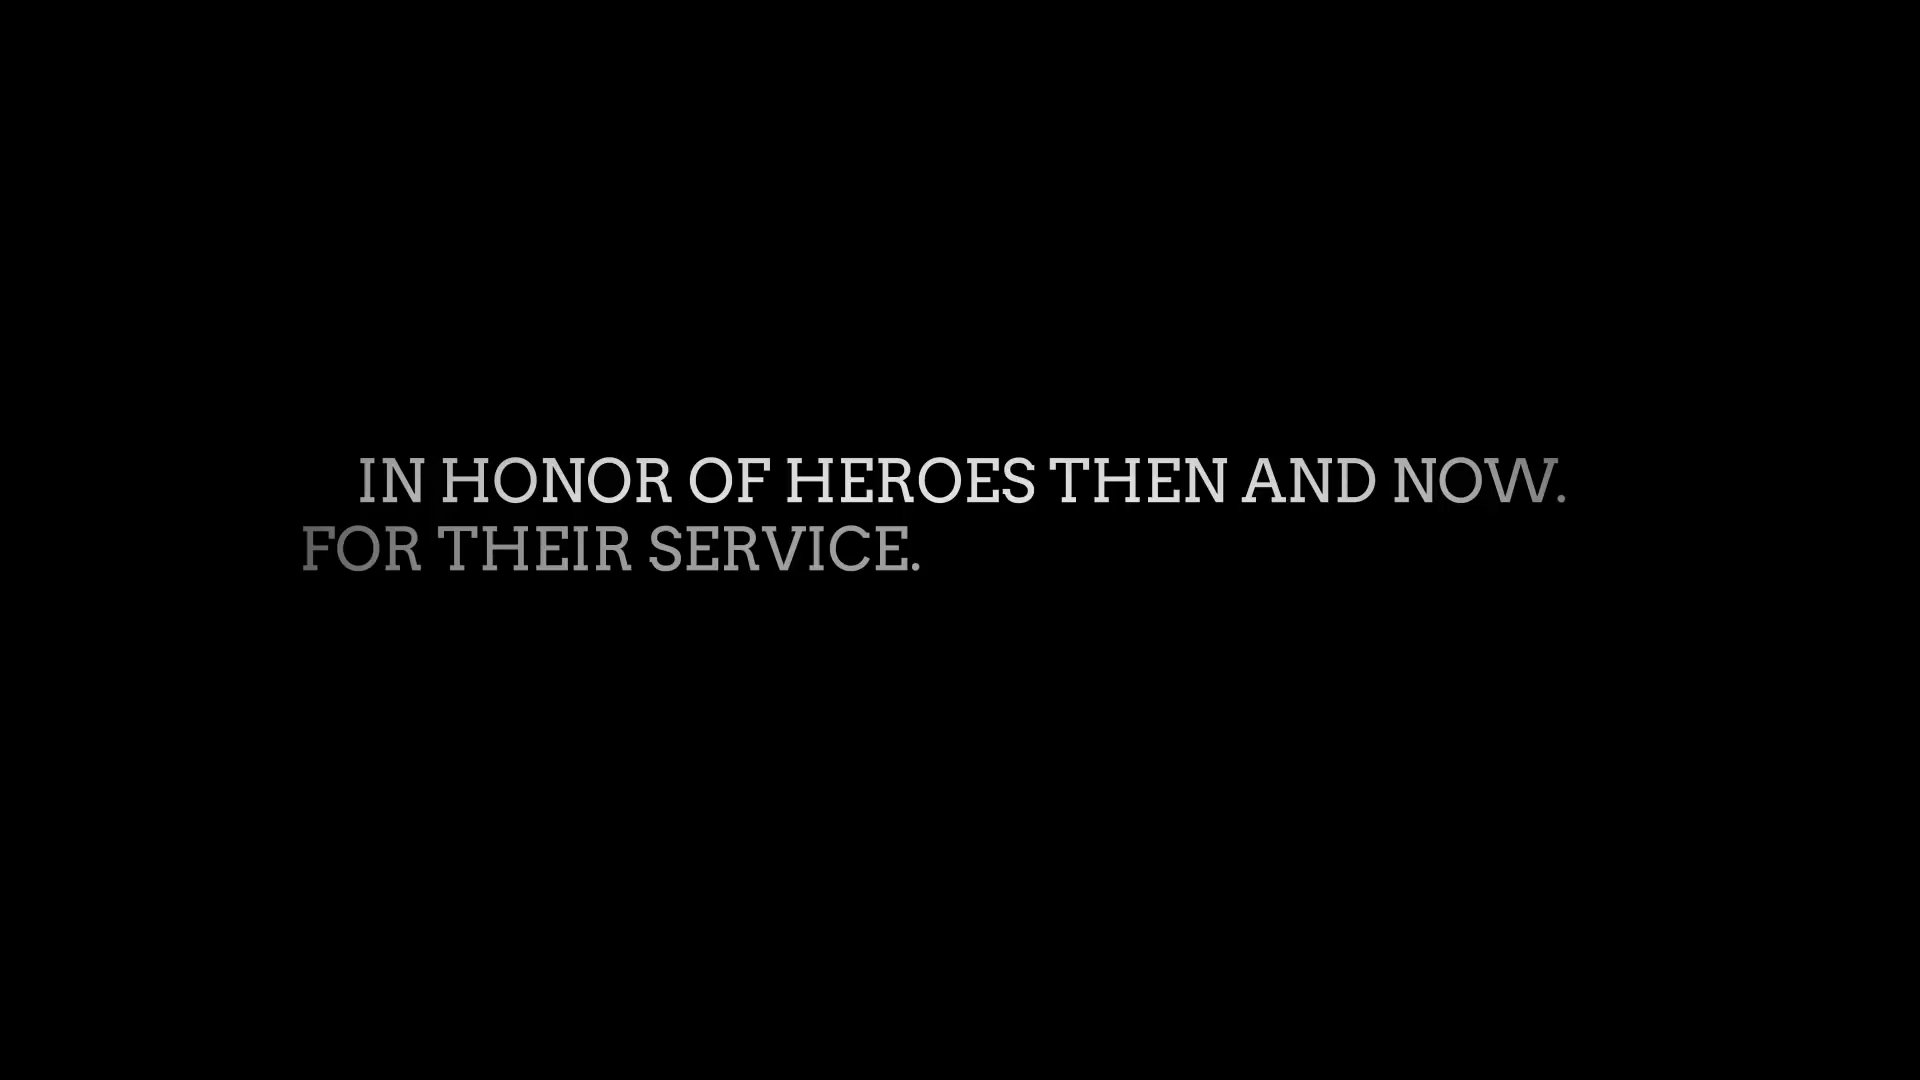 IN HONOR OF HEROES THEN AND NOW.
FOR THEIR SERVICE.